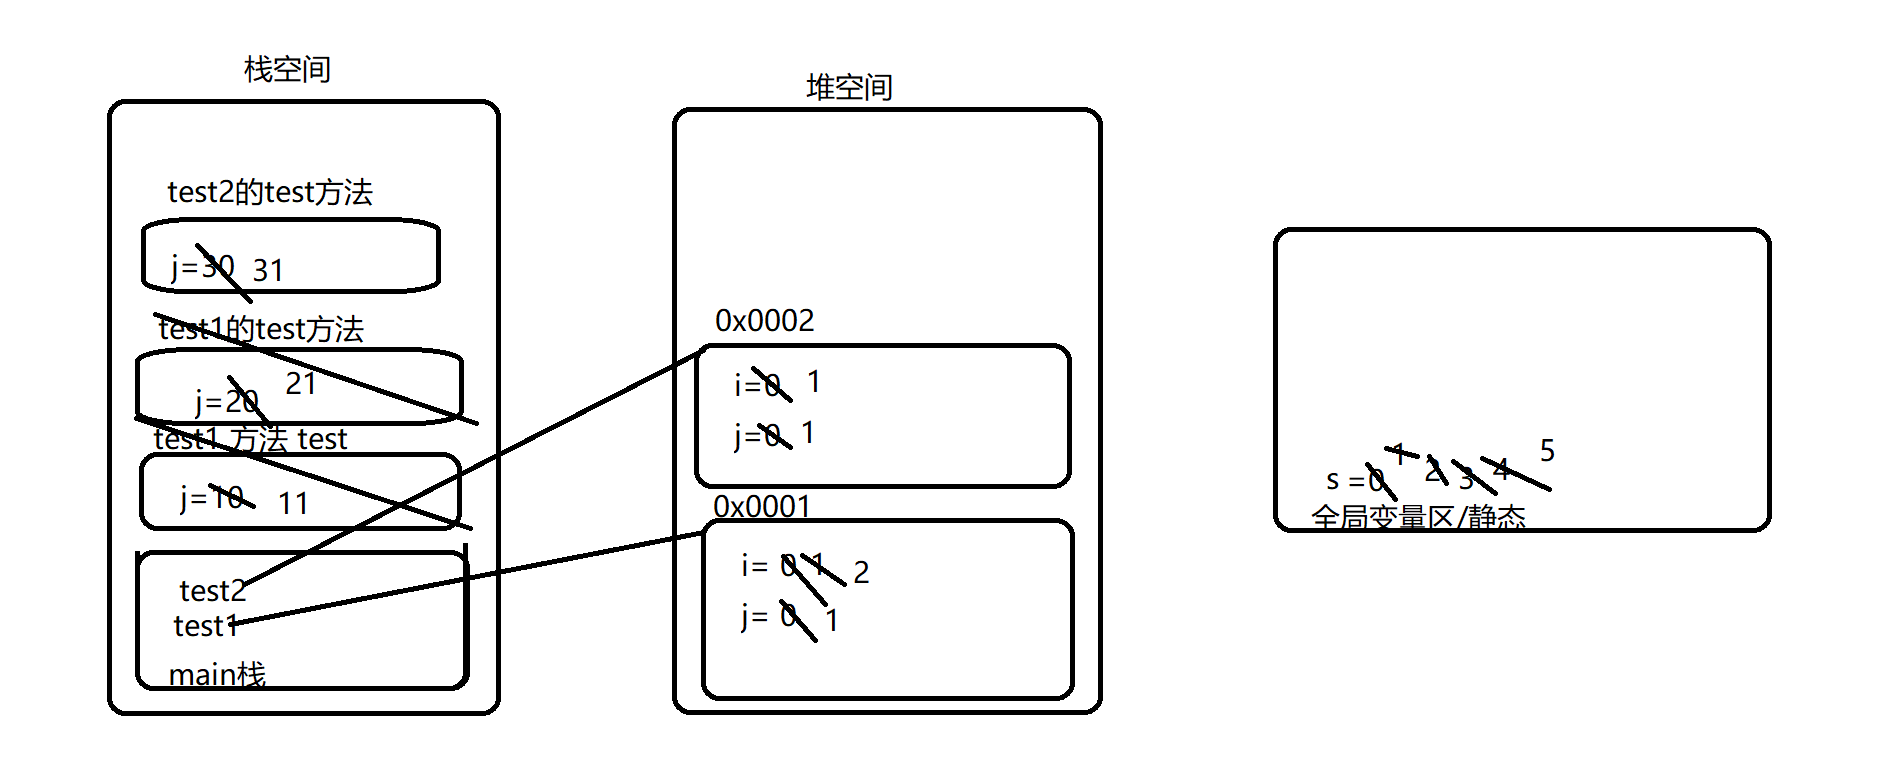 栈空间
test2的test方法
j=30 31
test1的test方法
j=20 21
test1 方法 test
j=10 11
test2
test1
main栈
堆空间
0x0002
i=0 1
j=0 1
0x0001
i= 0 1 2
j= 0 1
s =0 1 2 3 4 5
全局变量区/静态